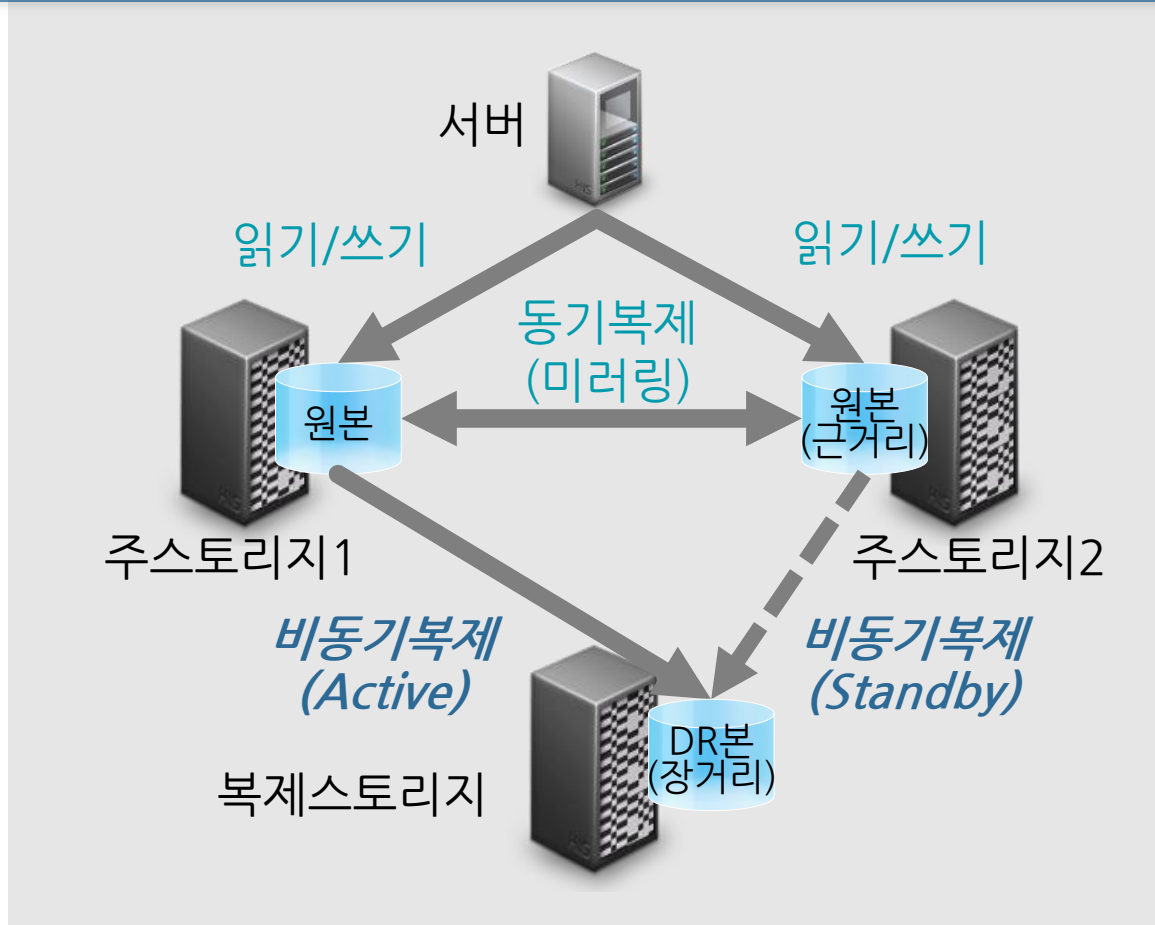 서버
읽기/쓰기
읽기/쓰기
동기복제
(미러링)
원본
원본
(근거리)
주스토리지1
주스토리지2
비동기복제
(Active)
비동기복제
(Standby)
DR본
(장거리)
복제스토리지